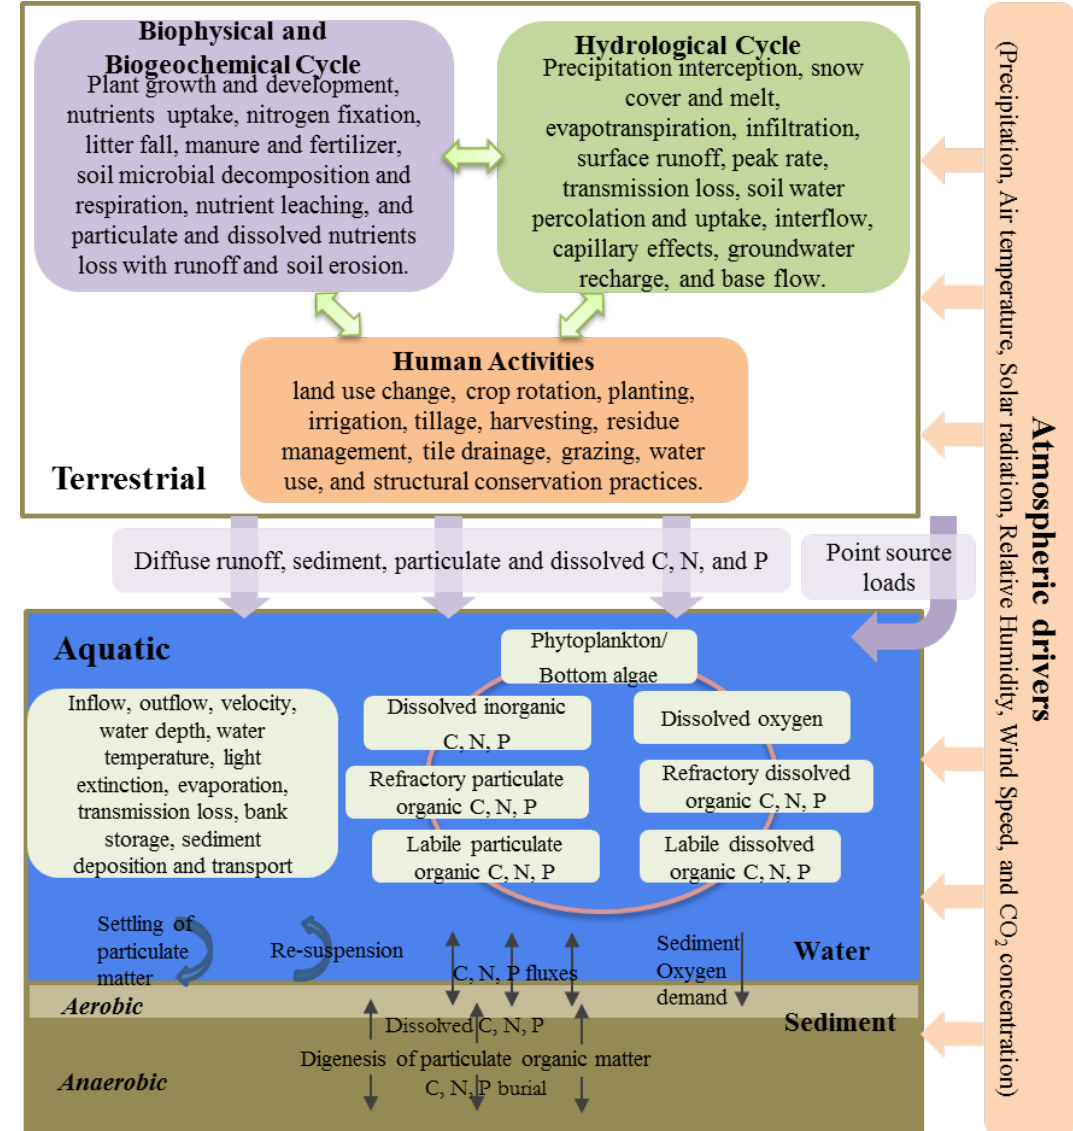 Biophysical and
Biogeochemical Cycle
Plant growth and development,
nutrients uptake, nitrogen fixation,
litter fall, manure and fertilizer,
soil microbial decomposition and
respiration, nutrient leaching, and
particulate and dissolved nutrients
loss with runoff and soil erosion.
Hydrological Cycle
Precipitation interception, snow
cover and melt,
evapotranspiration, infiltration,
surface runoff, peak rate,
transmission loss, soil water
percolation and uptake, interflow,
capillary effects, groundwater
recharge, and base flow.
Human Activities
land use change, crop rotation, planting,
irrigation, tillage, harvesting, residue
management, tile drainage, grazing, water
use, and structural conservation practices.
Terrestrial
Diffuse runoff, sediment, particulate and dissolved C, N, and P
Point source
loads
Aquatic
Inflow, outflow, velocity,
water depth, water
temperature, light
extinction, evaporation,
transmission loss, bank
storage, sediment
deposition and transport
Phytoplankton/
Bottom algae
Dissolved inorganic
C, N, P
Dissolved oxygen
Refractory particulate
organic C, N, P
Refractory dissolved
organic C, N, P
Labile particulate
organic C, N, P
Labile dissolved
organic C, N, P
Settling of
particulate
matter
Re-suspension
C, N, P fluxes
Sediment
Oxygen
demand
Water
Aerobic
Sediment
Dissolved C, N, P
Digenesis of particulate organic matter
Anaerobic
C, N, P burial
Atmospheric drivers
(Precipitation, Air temperature, Solar radiation, Relative Humidity, Wind Speed, and CO₂ concentration)